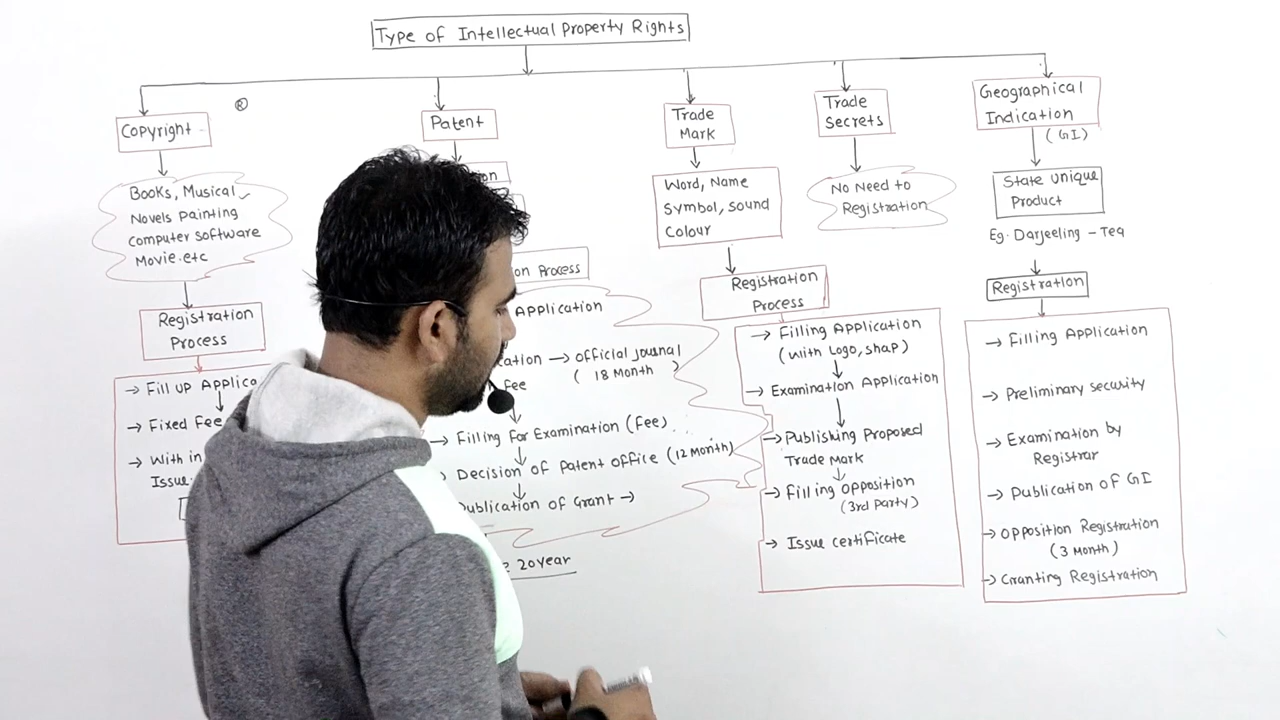 Type of Intellectual Property Rights
®
Copyright
Books, Musical
Novels painting
computer software
Movie.etc
Registration
Process
→ Fill up Applica
→ Fixed Fee
→ With in
Issue.
Patent
on
on Process
Application
cation → official Journal
( 18 Month )
Fee
→ Filling For Examination (Fee)
Decision of Patent office (12 Month)
Publication of Grant →
20year
Trade
Mark
Word, Name
Symbol, Sound
Colour
Registration
Process
→ Filling Application
(with Logo, Shap)
→ Examination Application
→ Publishing Proposed
Trade Mark
→ Filling Opposition
(3rd Party)
→ Issue certificate
Trade
Secrets
No Need to
Registration
Geographical
Indication
(GI)
State unique
Product
Eg. Darjeeling - Tea
Registration
→ Filling Application
→ Preliminary security
→ Examination by
Registrar
→ Publication of GI
→ Opposition Registration
(3 Month)
→ Granting Registration